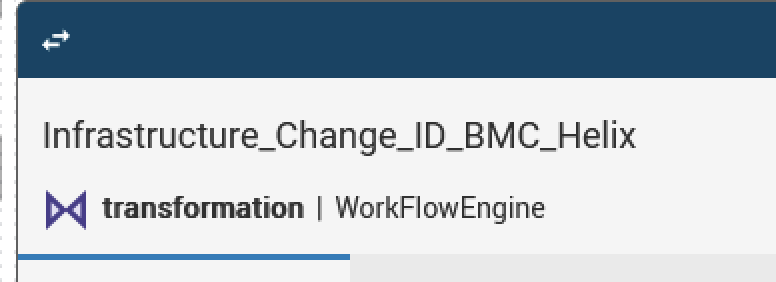 Infrastructure_Change_ID_BMC_Helix
transformation | WorkFlowEngine